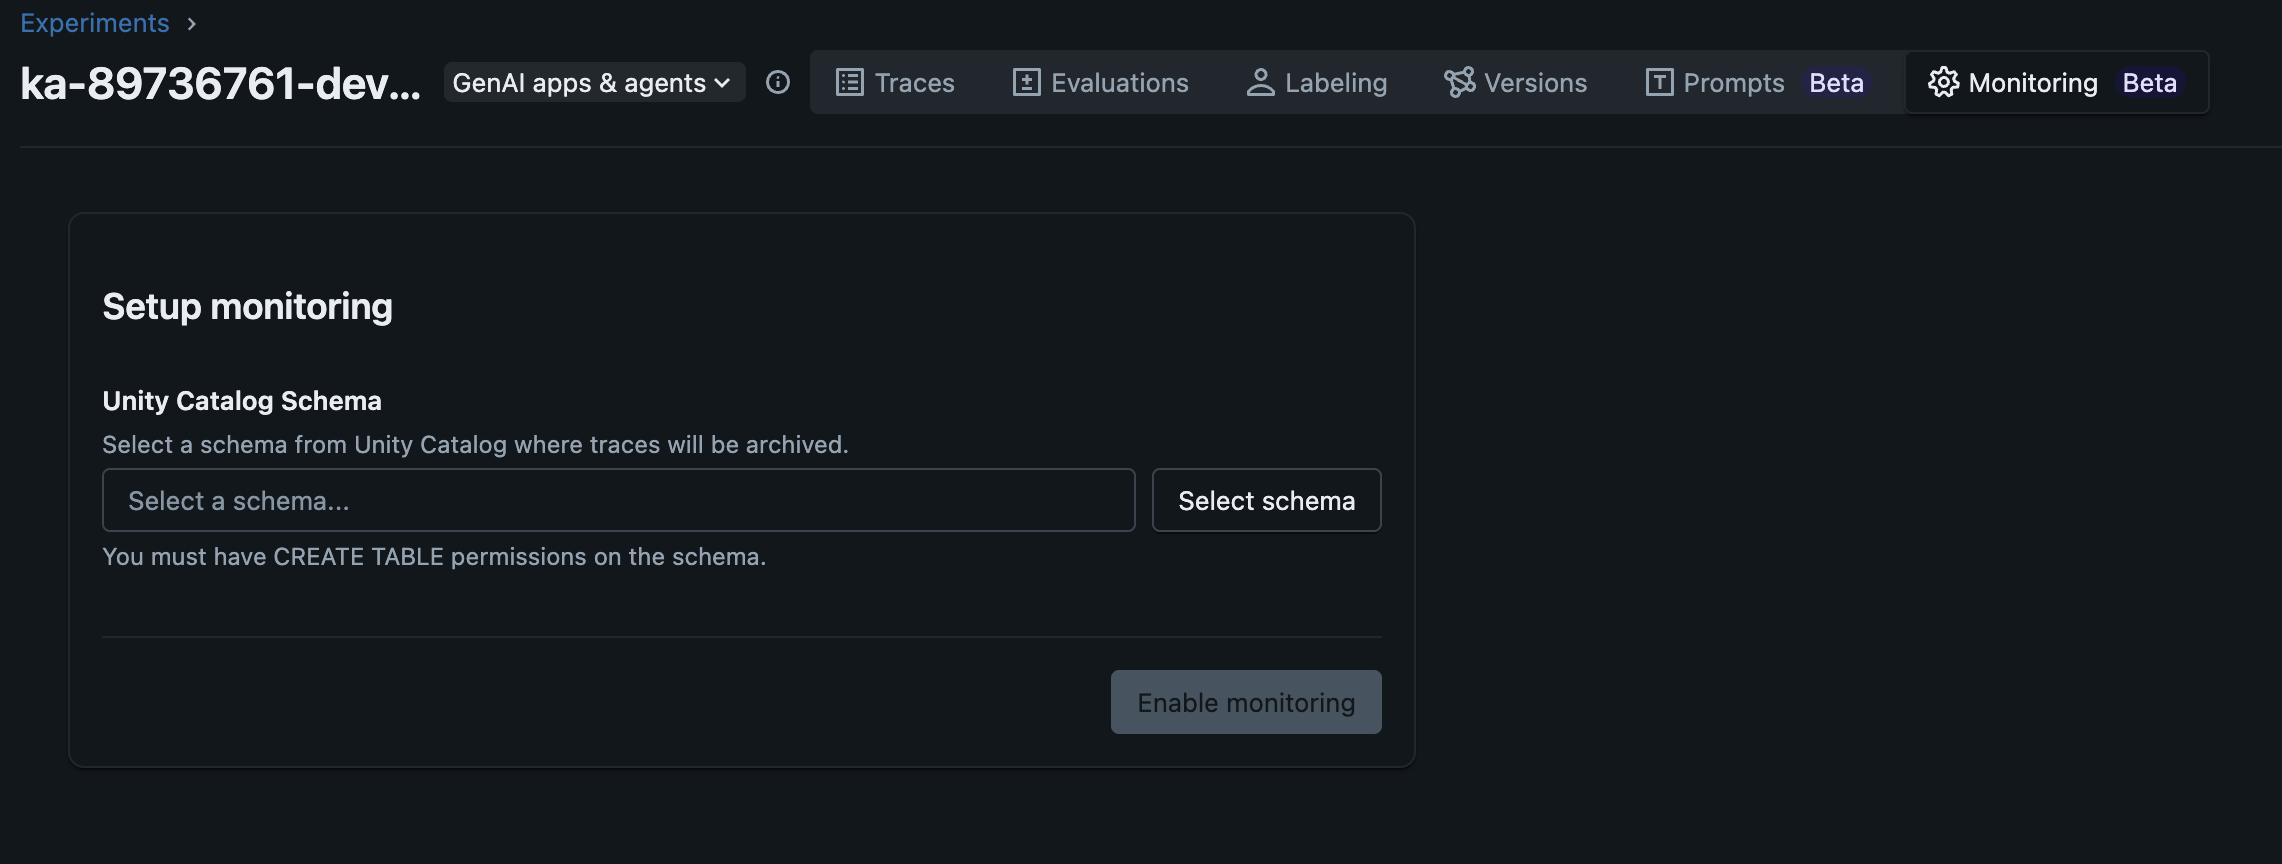 Experiments
ka-89736761-dev... GenAI apps & agents Traces Evaluations Labeling Versions Prompts Beta Monitoring Beta
Setup monitoring
Unity Catalog Schema
Select a schema from Unity Catalog where traces will be archived.
Select a schema... Select schema
You must have CREATE TABLE permissions on the schema.
Enable monitoring